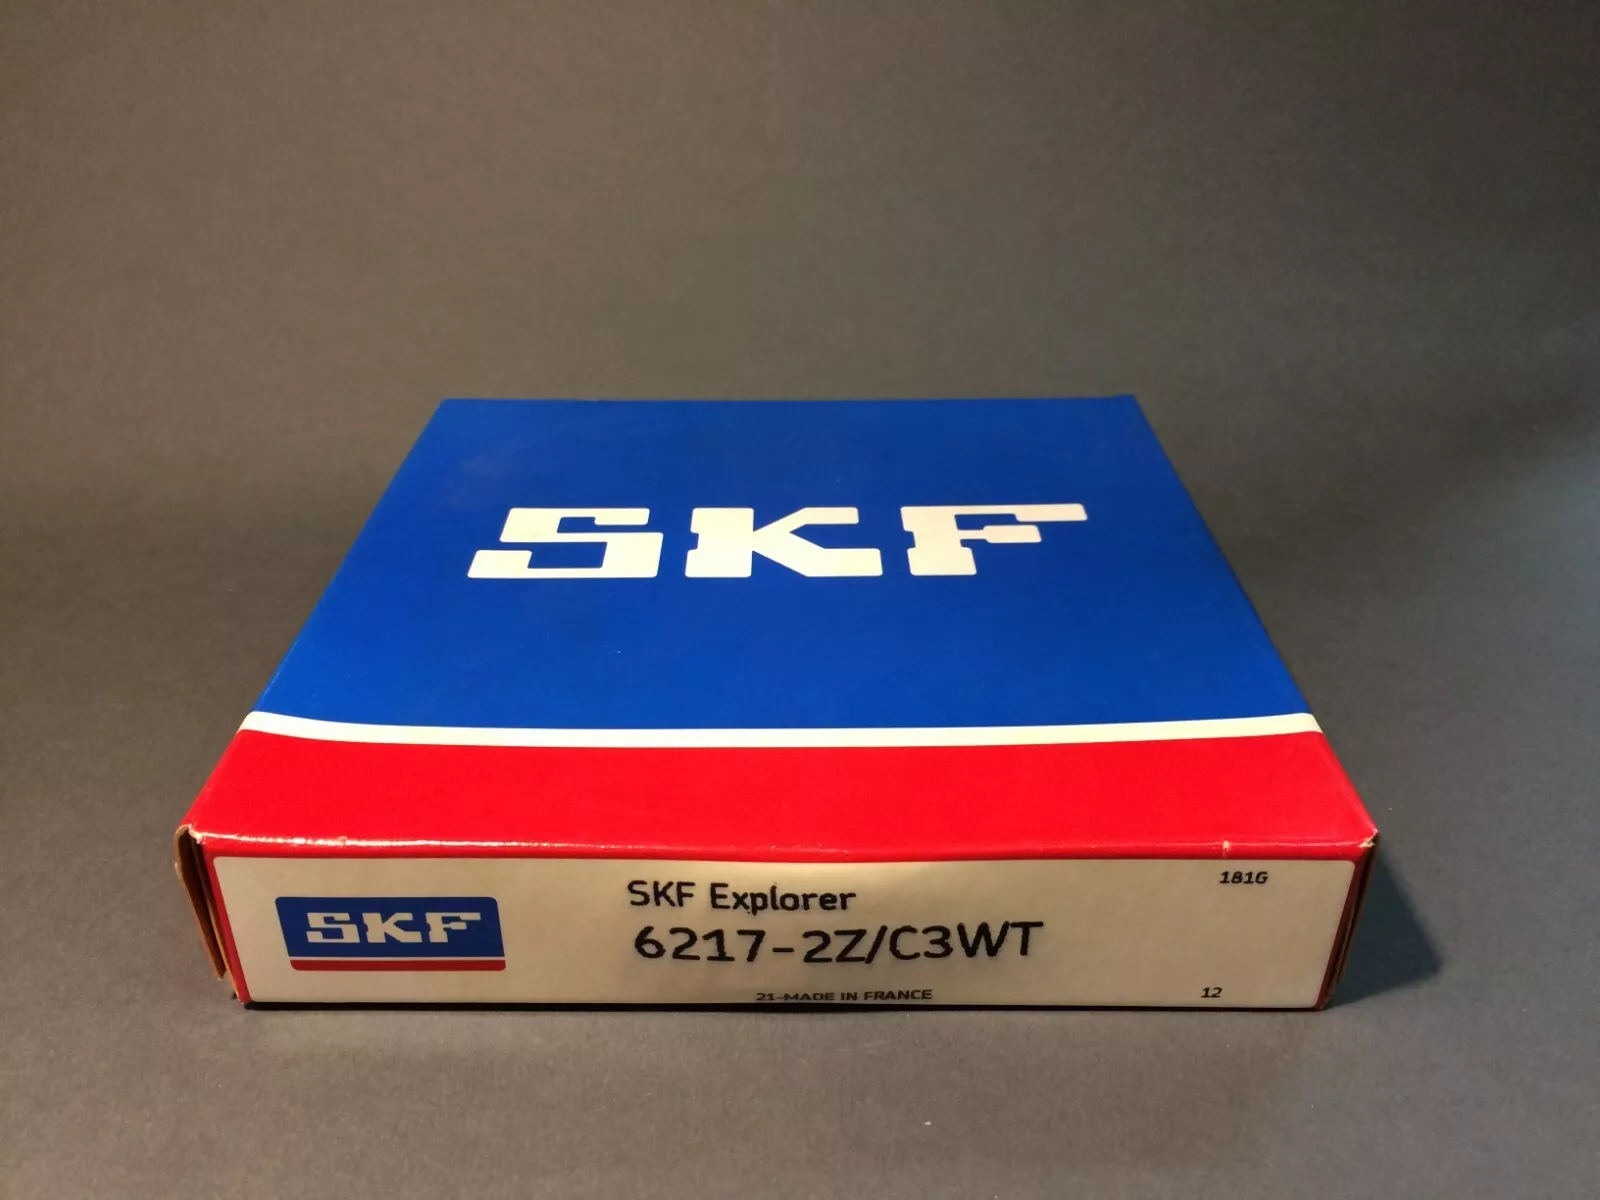 SKF
181G
SKF Explorer
SKF
6217-2Z/C3WT
21-MADE IN FRANCE
12